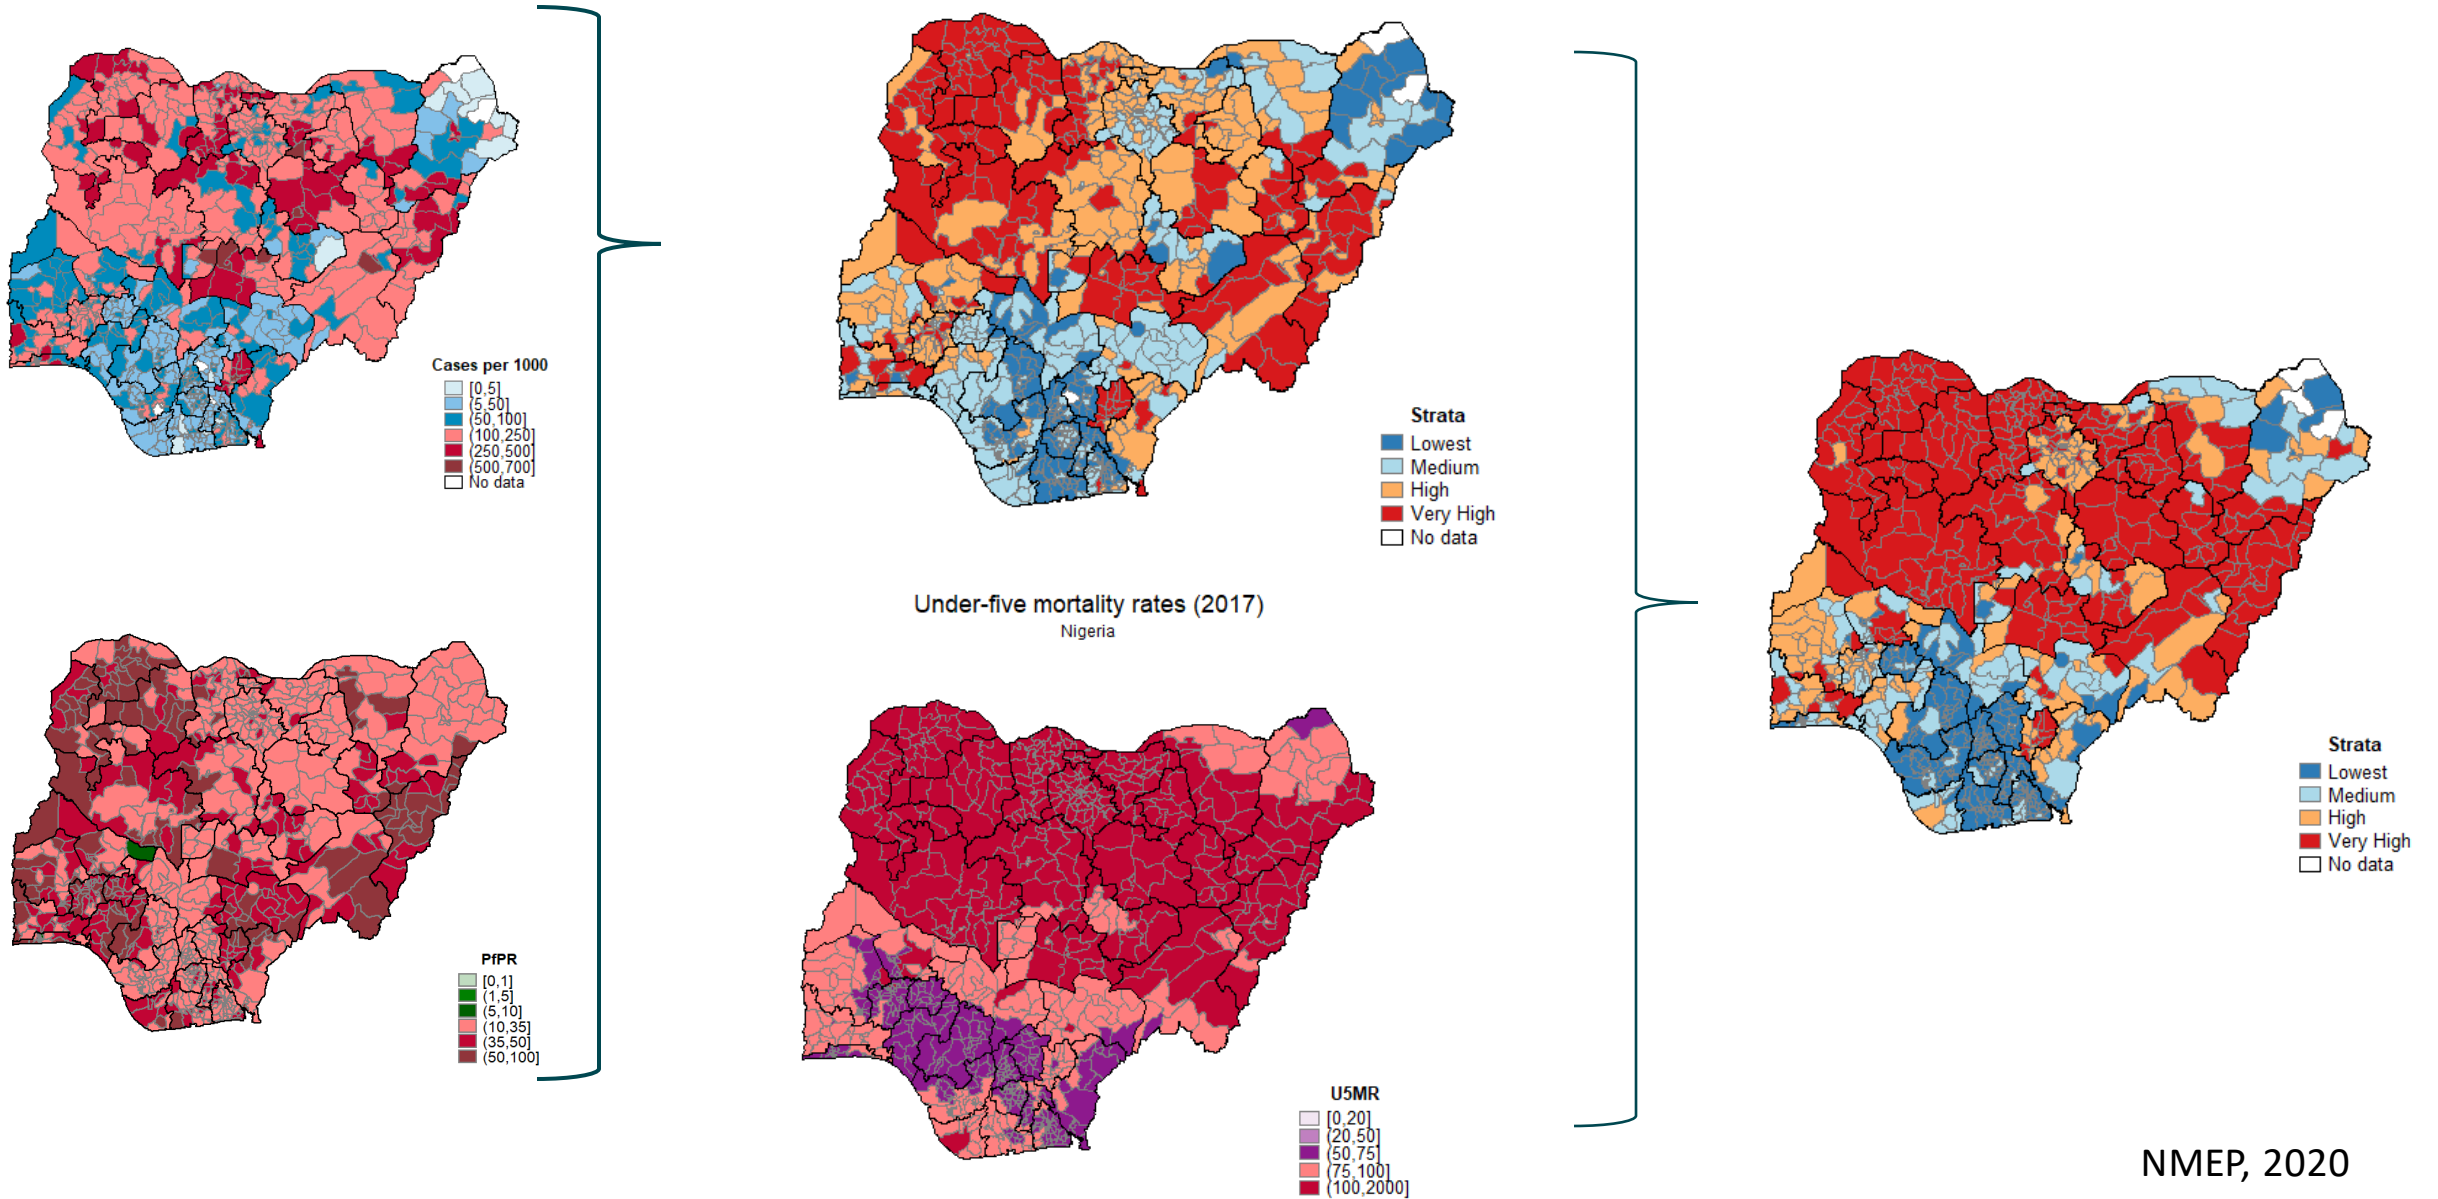 Cases per 1000
[0,5]
(5,50]
(50,100]
(100,250]
(250,500]
(500,700]
No data
PfPR
[0,1]
(1,5]
(5,10]
(10,35]
(35,50]
(50,100]
Strata
Lowest
Medium
High
Very High
No data
Under-five mortality rates (2017)
Nigeria
U5MR
[0,20]
(20,50]
(50,75]
(75,100]
(100,2000]
Strata
Lowest
Medium
High
Very High
No data
NMEP, 2020